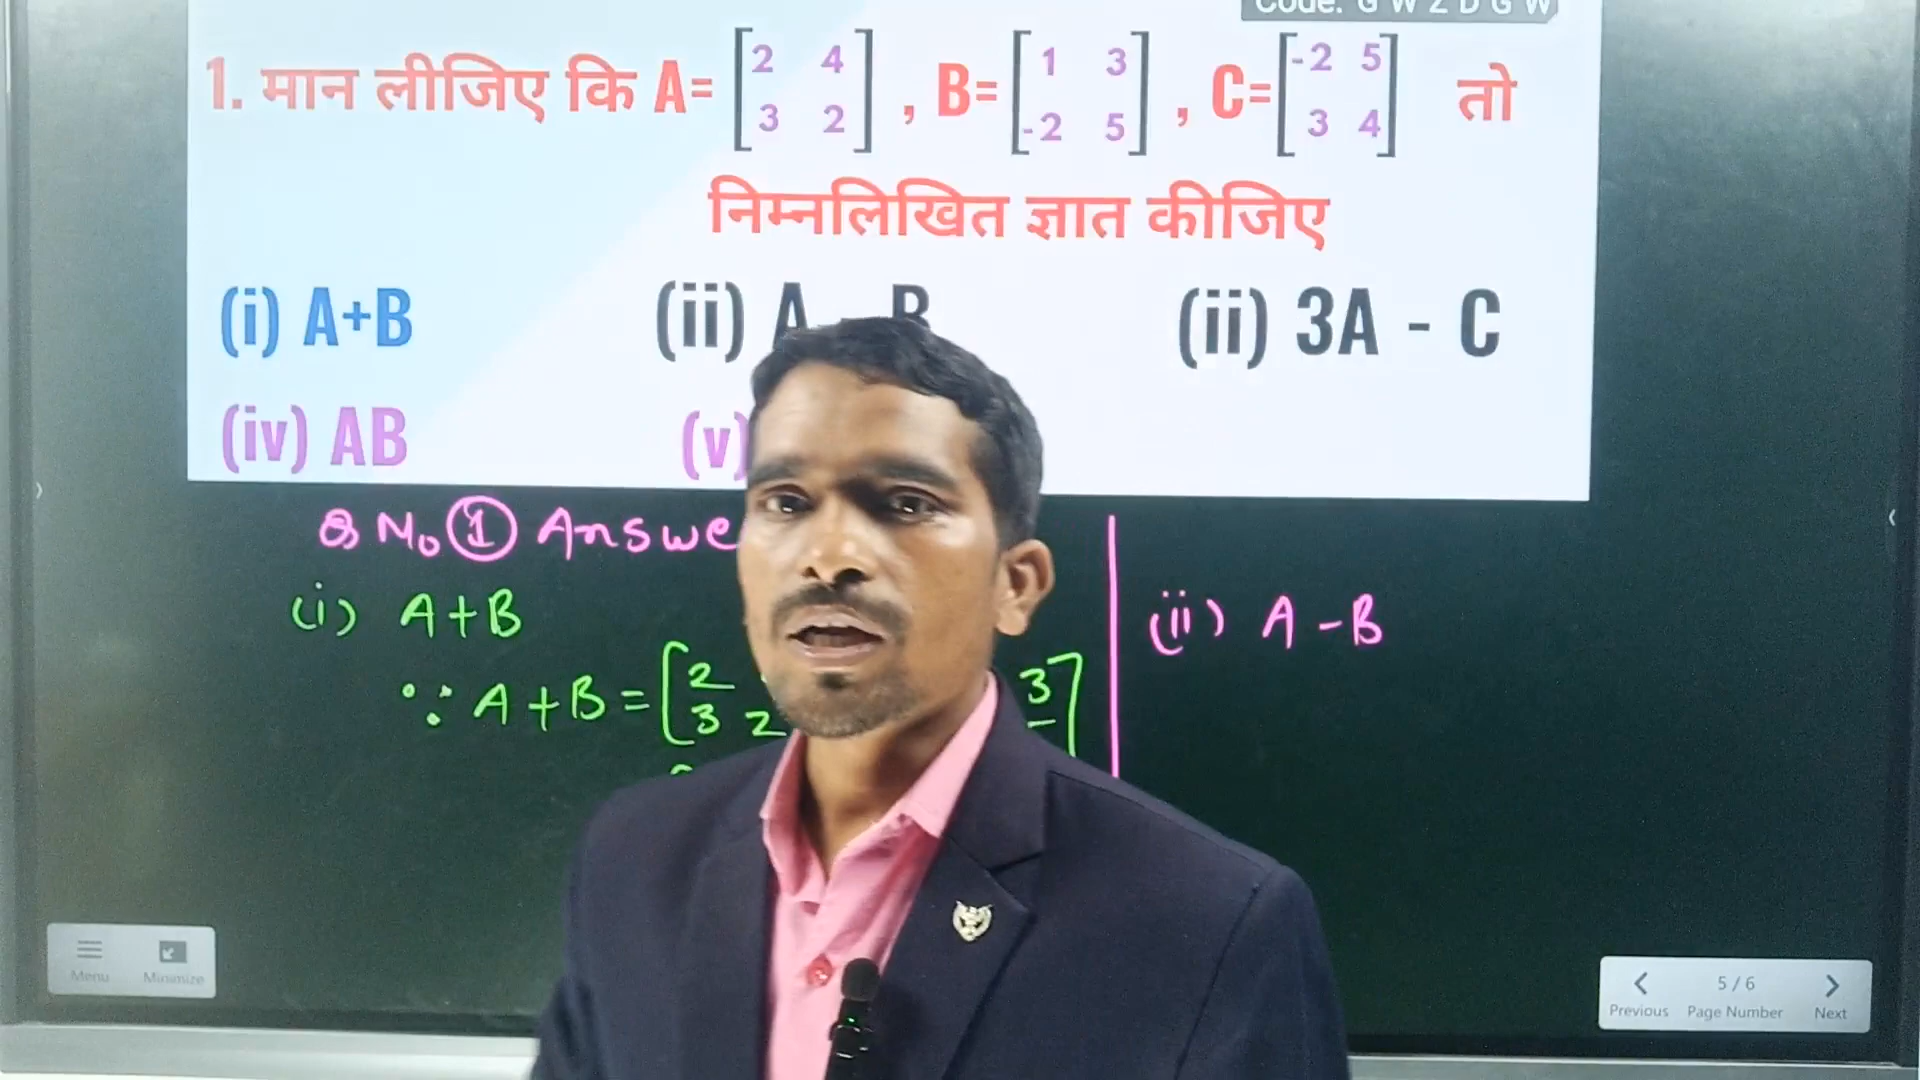 Code: G W Z D G W
1. मान लीजिए कि A= [2 4 3 2] , B= [1 3 -2 5] , C= [-2 5 3 4] तो
निम्नलिखित ज्ञात कीजिए
(i) A+B (ii) A - B (ii) 3A - C
(iv) AB (v)
Q No ① Answe
(i) A+B
∵ A+B = [2 3 2 3]
(ii) A-B
Menu Minimize
5 / 6
Previous Page Number Next